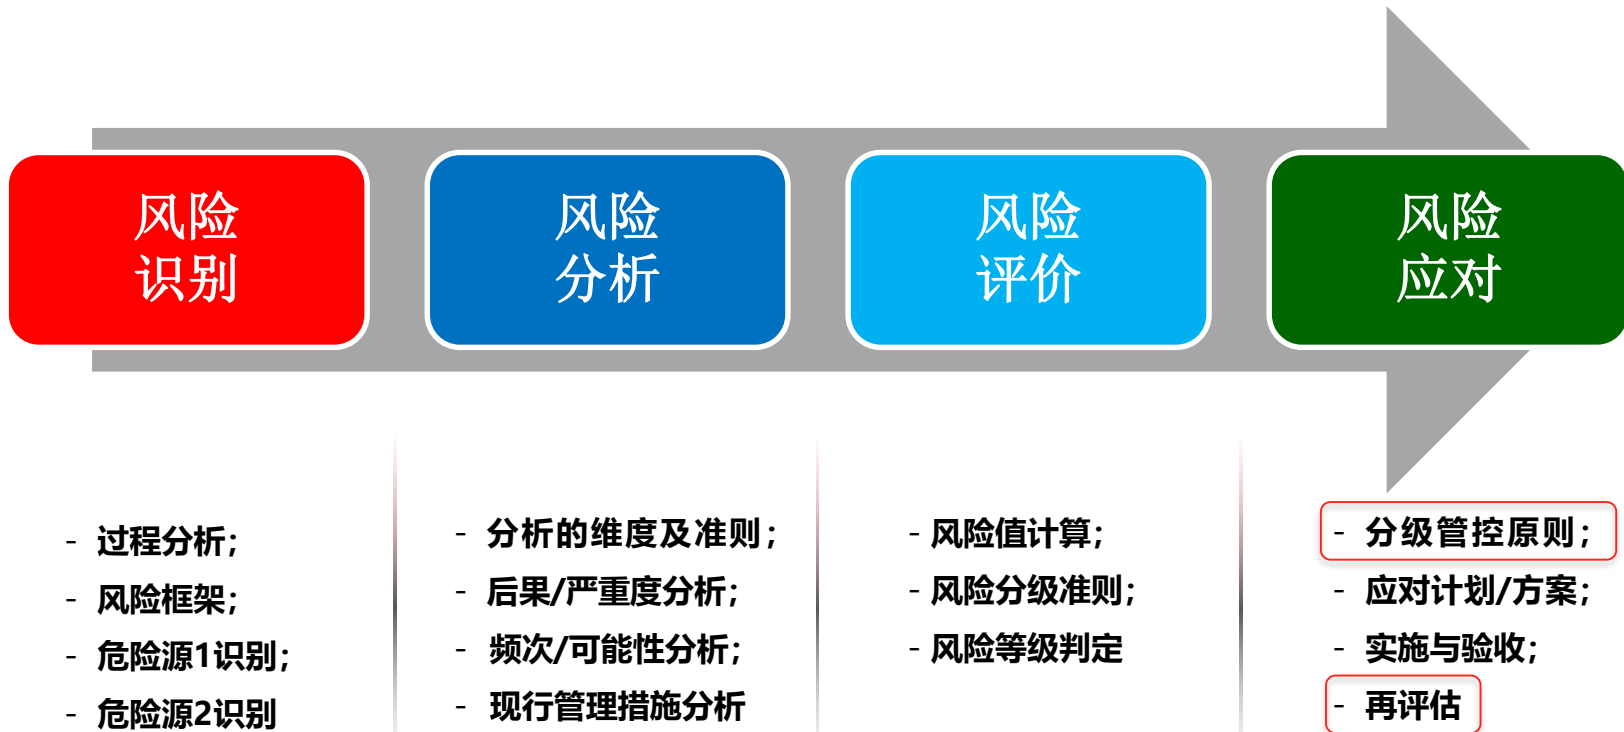 风险
识别
风险
分析
风险
评价
风险
应对
- 过程分析；
- 风险框架；
- 危险源1识别；
- 危险源2识别
- 分析的维度及准则；
- 后果/严重度分析；
- 频次/可能性分析；
- 现行管理措施分析
- 风险值计算；
- 风险分级准则；
- 风险等级判定
- 分级管控原则；
- 应对计划/方案；
- 实施与验收；
- 再评估